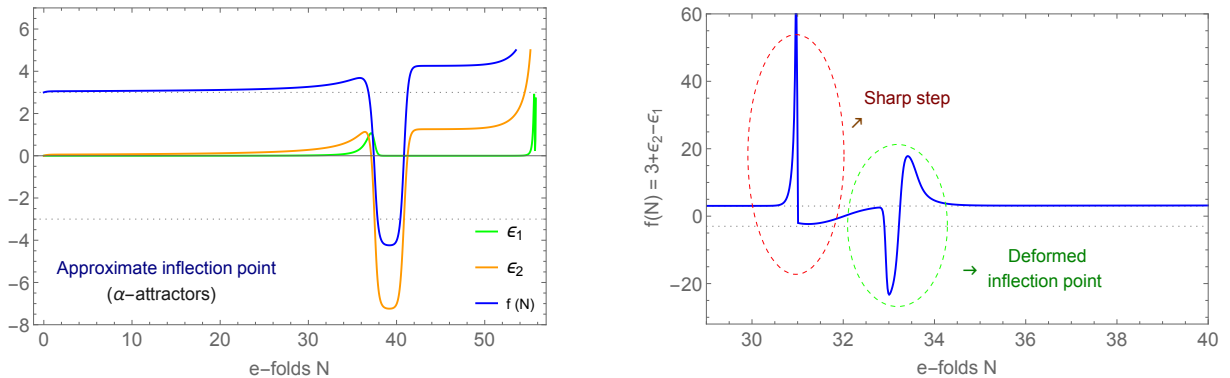 6
4
2
0
−2
−4
−6
−8
0
10
20
30
40
50
e−folds N
Approximate inflection point
(α−attractors)
ϵ1
ϵ2
f (N)
60
40
20
0
−20
30
32
34
36
38
40
e−folds N
f(N) = 3+ϵ2−ϵ1
Sharp step
→
→
Deformed
inflection point